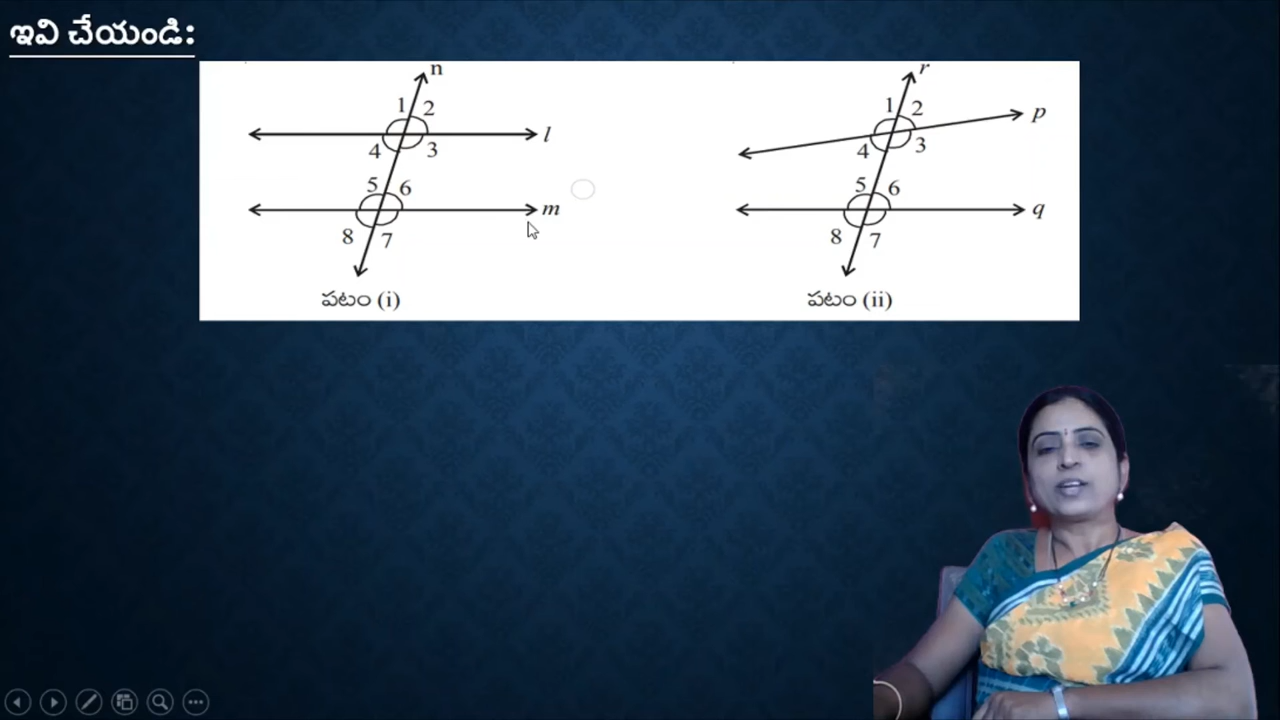 ఇవి చేయండి:
n
1 2
l
4 3
5 6
m
8 7
పటం (i)
r
1 2
p
4 3
5 6
q
8 7
పటం (ii)